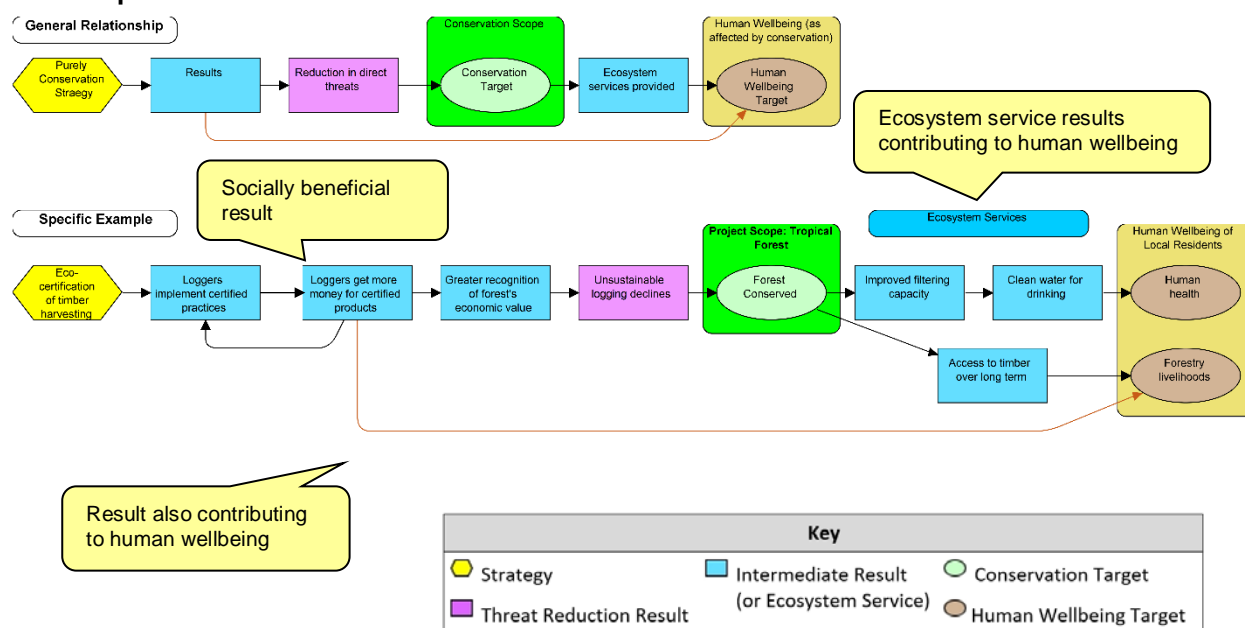 General Relationship
Conservation Scope
Human Wellbeing (as
affected by conservation)
Purely
Conservation
Straegy
Results
Reduction in direct
threats
Conservation
Target
Ecosystem
services provided
Human
Wellbeing
Target
Ecosystem service results
contributing to human wellbeing
Socially beneficial
result
Specific Example
Project Scope: Tropical
Forest
Ecosystem Services
Human Wellbeing of
Local Residents
Eco-
certification
of timber
harvesting
Loggers
implement certified
practices
Loggers get more
money for certified
products
Greater recognition
of forest's
economic value
Unsustainable
logging declines
Forest
Conserved
Improved filtering
capacity
Clean water for
drinking
Human
health
Access to timber
over long term
Forestry
livelihoods
Result also contributing
to human wellbeing
Key
Strategy
Threat Reduction Result
Intermediate Result
(or Ecosystem Service)
Conservation Target
Human Wellbeing Target